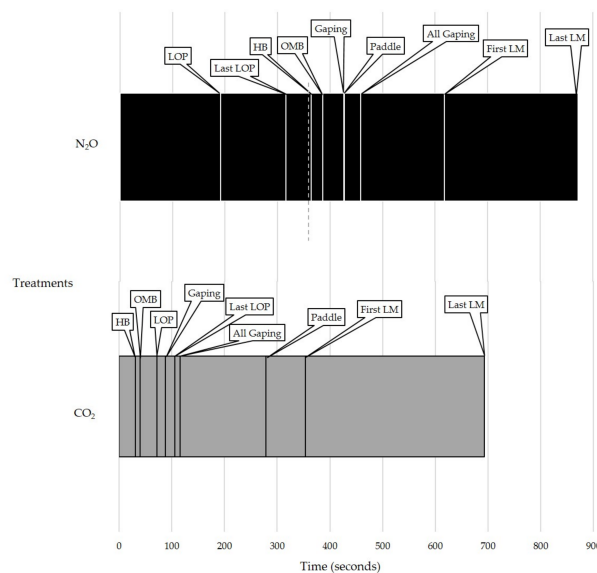 Gaping
Last LM
HB
OMB
Paddle
All Gaping
First LM
LOP
Last LOP
N₂O
Treatments
Gaping
OMB
Last LOP
Last LM
HB
LOP
Paddle
First LM
All Gaping
CO₂
0 100 200 300 400 500 600 700 800 900
Time (seconds)